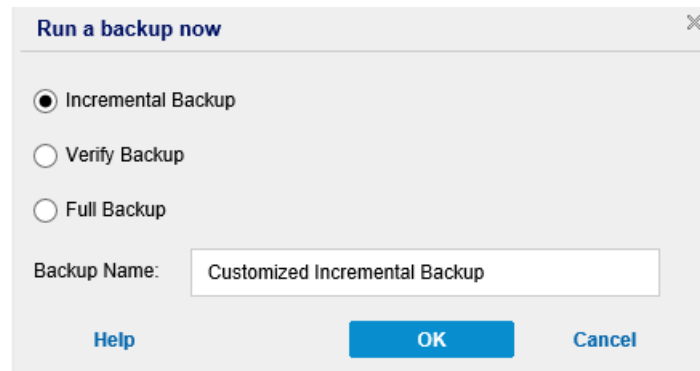 Run a backup now
Incremental Backup
Verify Backup
Full Backup
Backup Name: Customized Incremental Backup
Help OK Cancel